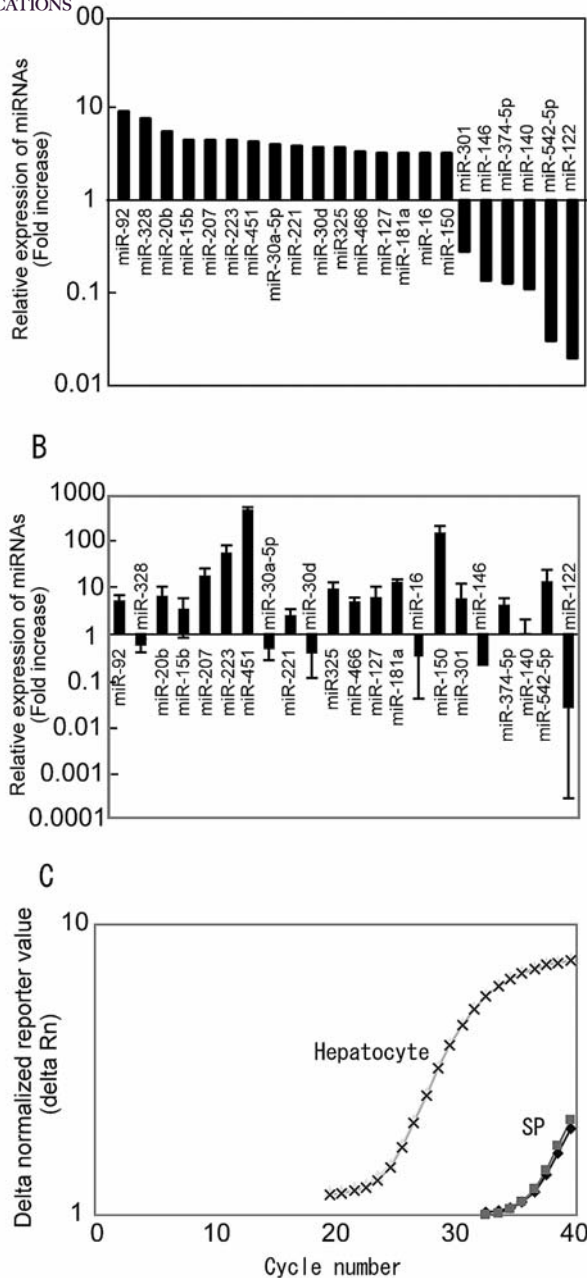 CATIONS
00
10
1
0.1
0.01
Relative expression of miRNAs
(Fold increase)
miR-92
miR-328
miR-20b
miR-15b
miR-207
miR-223
miR-451
miR-30a-5p
miR-221
miR-30d
miR325
miR-466
miR-127
miR-181a
miR-16
miR-150
miR-301
miR-146
miR-374-5p
miR-140
miR-542-5p
miR-122
B
1000
100
10
1
0.1
0.01
0.001
0.0001
Relative expression of miRNAs
(Fold increase)
miR-92
miR-328
miR-20b
miR-15b
miR-207
miR-223
miR-451
miR-30a-5p
miR-221
miR-30d
miR325
miR-466
miR-127
miR-181a
miR-16
miR-150
miR-301
miR-146
miR-374-5p
miR-140
miR-542-5p
miR-122
C
10
1
Delta normalized reporter value
(delta Rn)
Hepatocyte
SP
0
10
20
30
40
Cycle number